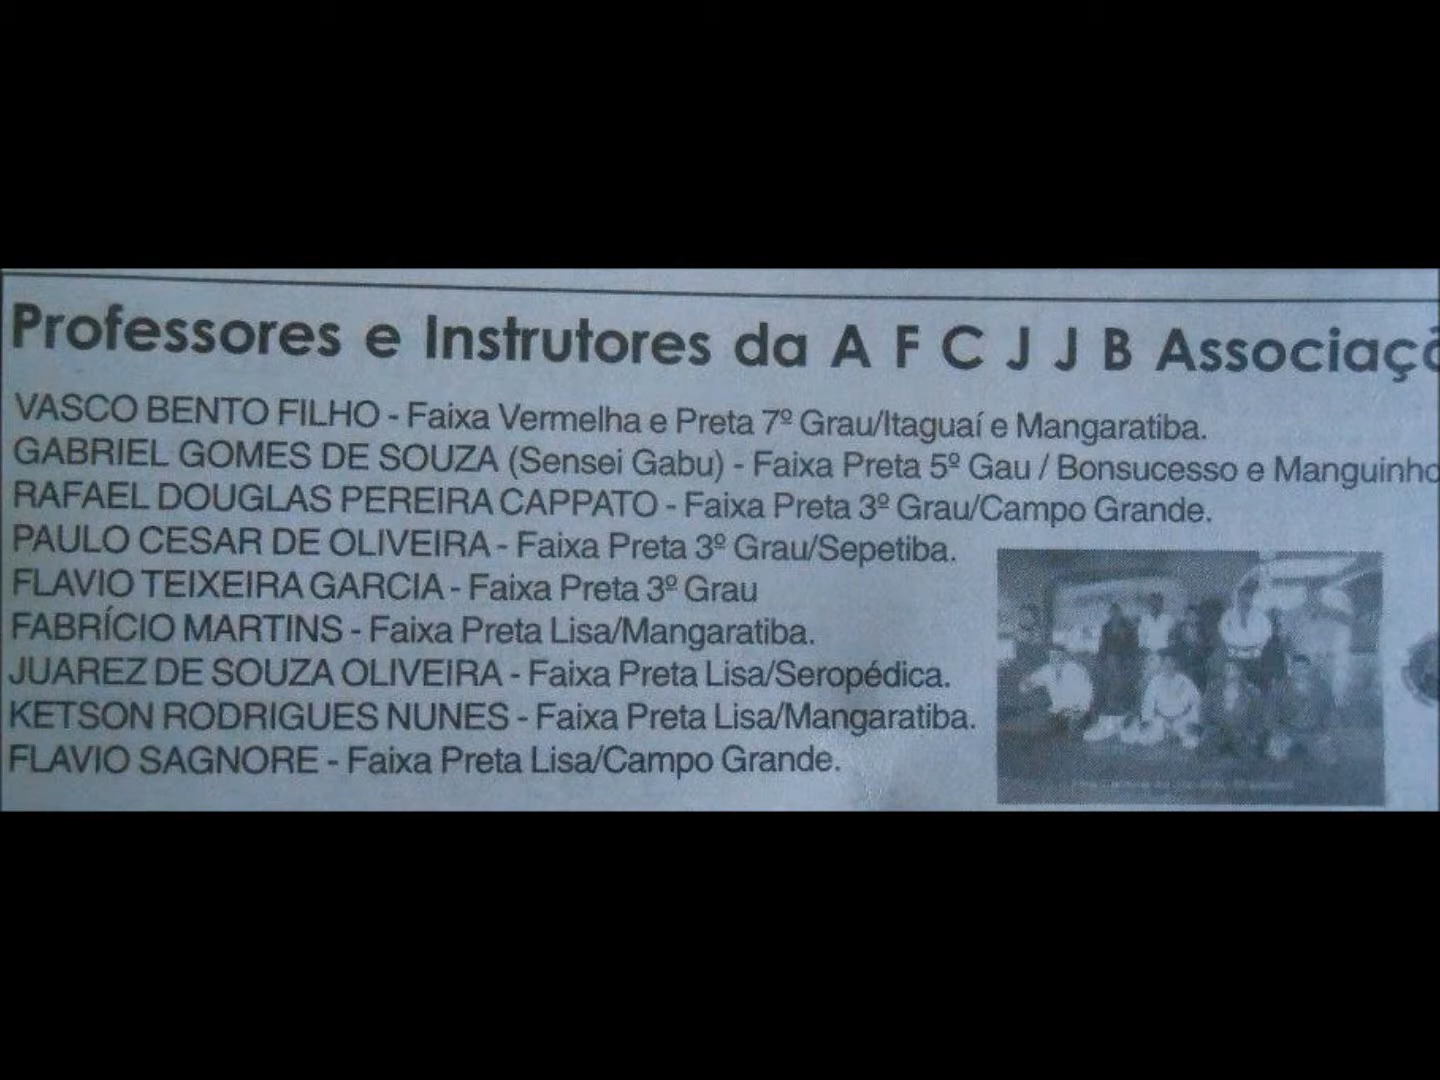 Professores e Instrutores da A F C J J B Associaçã
VASCO BENTO FILHO - Faixa Vermelha e Preta 7º Grau/Itaguaí e Mangaratiba.
GABRIEL GOMES DE SOUZA (Sensei Gabu) - Faixa Preta 5º Gau / Bonsucesso e Manguinho
RAFAEL DOUGLAS PEREIRA CAPPATO - Faixa Preta 3º Grau/Campo Grande.
PAULO CESAR DE OLIVEIRA - Faixa Preta 3º Grau/Sepetiba.
FLAVIO TEIXEIRA GARCIA - Faixa Preta 3º Grau
FABRÍCIO MARTINS - Faixa Preta Lisa/Mangaratiba.
JUAREZ DE SOUZA OLIVEIRA - Faixa Preta Lisa/Seropédica.
KETSON RODRIGUES NUNES - Faixa Preta Lisa/Mangaratiba.
FLAVIO SAGNORE - Faixa Preta Lisa/Campo Grande.